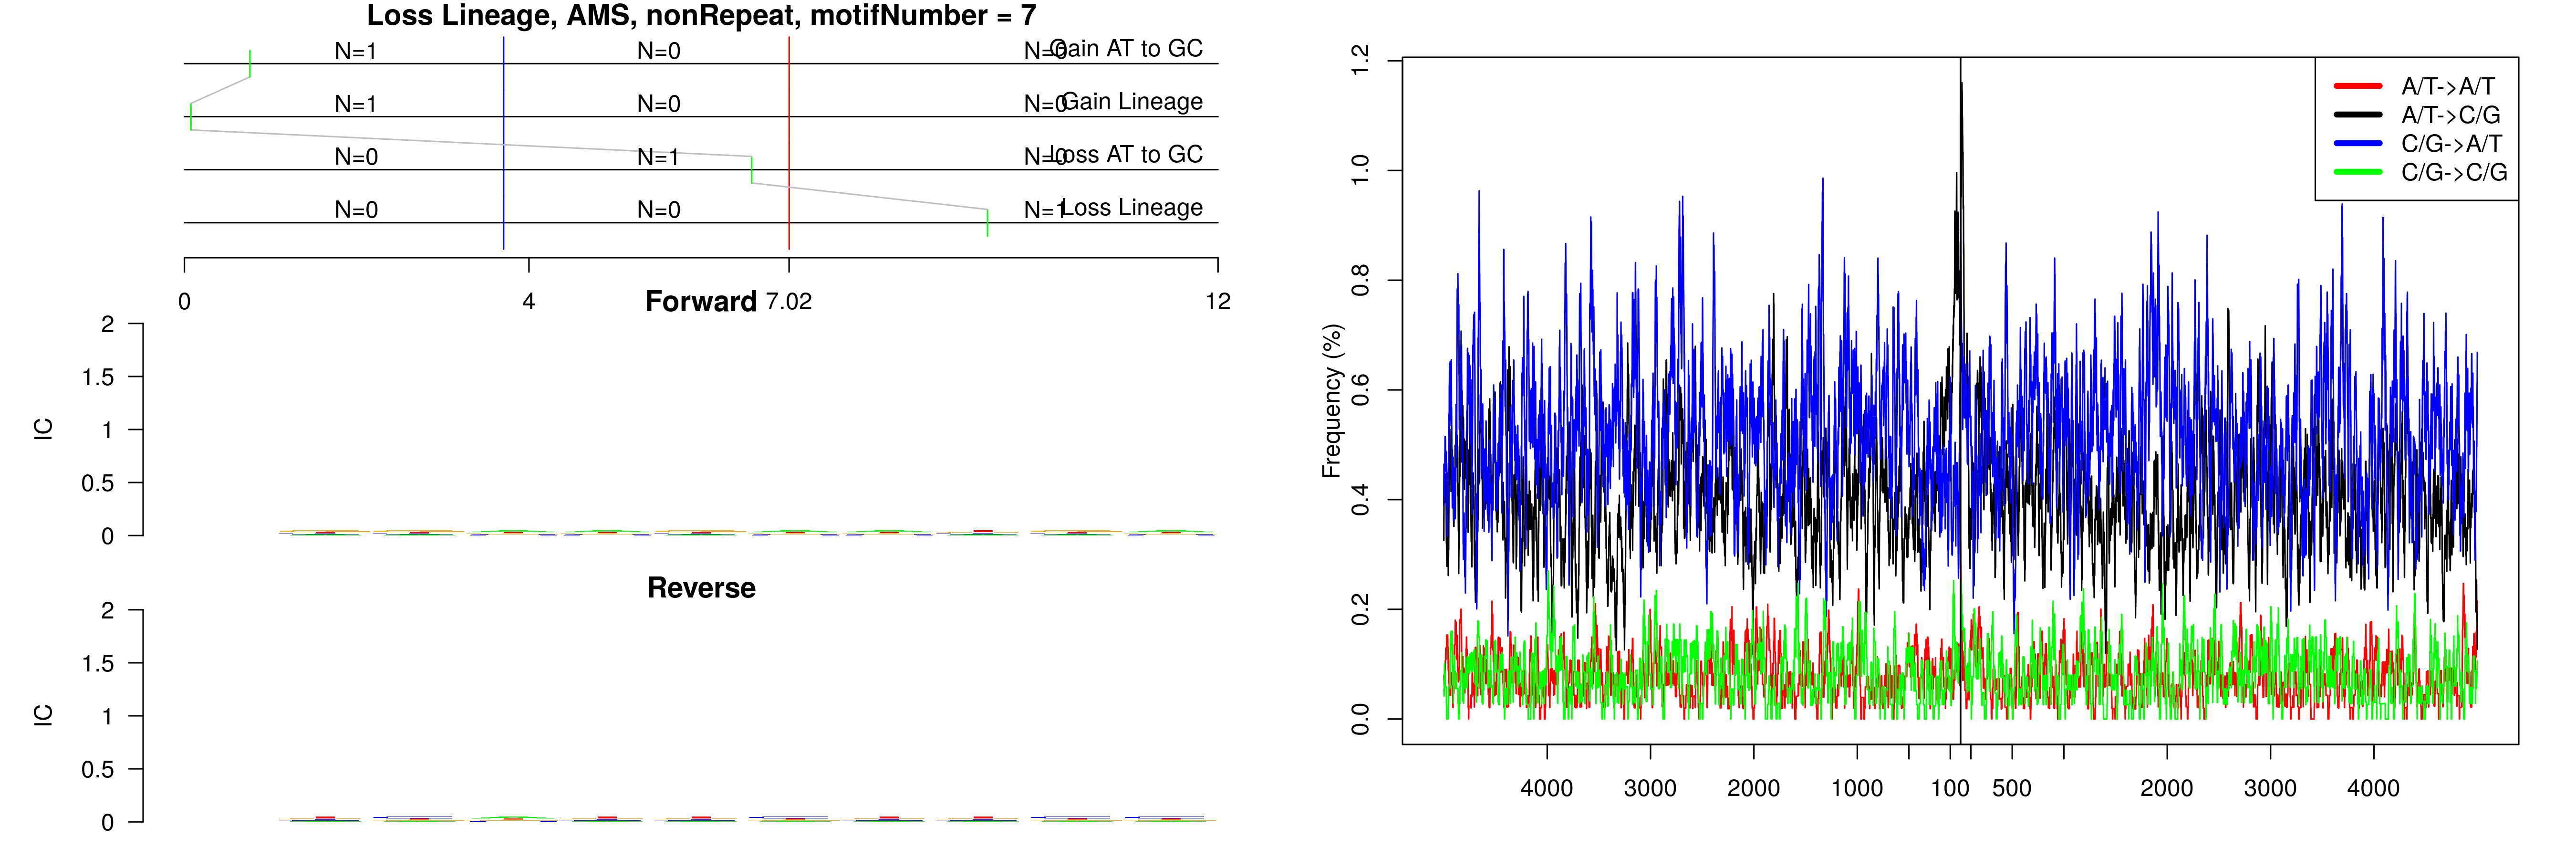 Loss Lineage, AMS, nonRepeat, motifNumber = 7
N=1 N=0 N=0 Gain AT to GC
N=1 N=0 N=0 Gain Lineage
N=0 N=1 N=0 Loss AT to GC
N=0 N=0 N=1 Loss Lineage
0 4 7.02 12
Forward
IC
2
1.5
1
0.5
0
Reverse
IC
2
1.5
1
0.5
0
Frequency (%)
1.2
1.0
0.8
0.6
0.4
0.2
0.0
4000 3000 2000 1000 100 500 2000 3000 4000
A/T->A/T
A/T->C/G
C/G->A/T
C/G->C/G